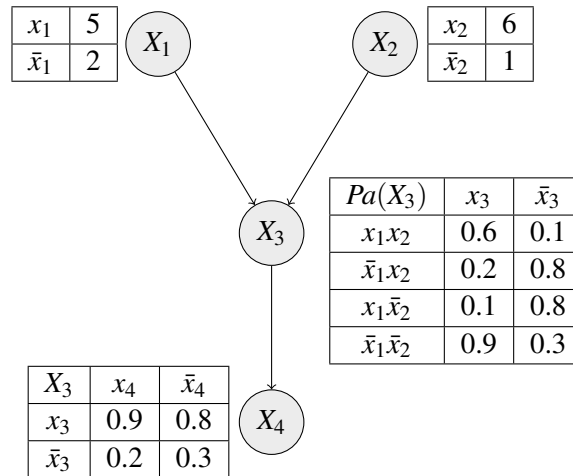 x₁ 5
x̄₁ 2
X₁
X₂
x₂ 6
x̄₂ 1
X₃
Pa(X₃) x₃ x̄₃
x₁x₂ 0.6 0.1
x̄₁x₂ 0.2 0.8
x₁x̄₂ 0.1 0.8
x̄₁x̄₂ 0.9 0.3
X₃ x₄ x̄₄
x₃ 0.9 0.8
x̄₃ 0.2 0.3
X₄